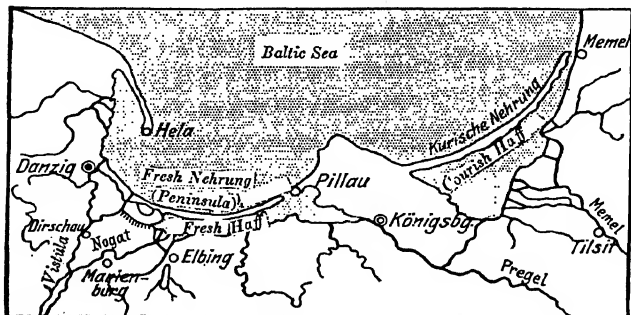 Baltic Sea
Memel
Hela
Kurische Nehrung
Courish Haff
Danzig
Fresh Nehrung
(Peninsula)
Pillau
Fresh Haff
Königsbg.
Memel
Tilsit
Dirschau
Nogat
Elbing
Vistula
Marien-
burg
Pregel